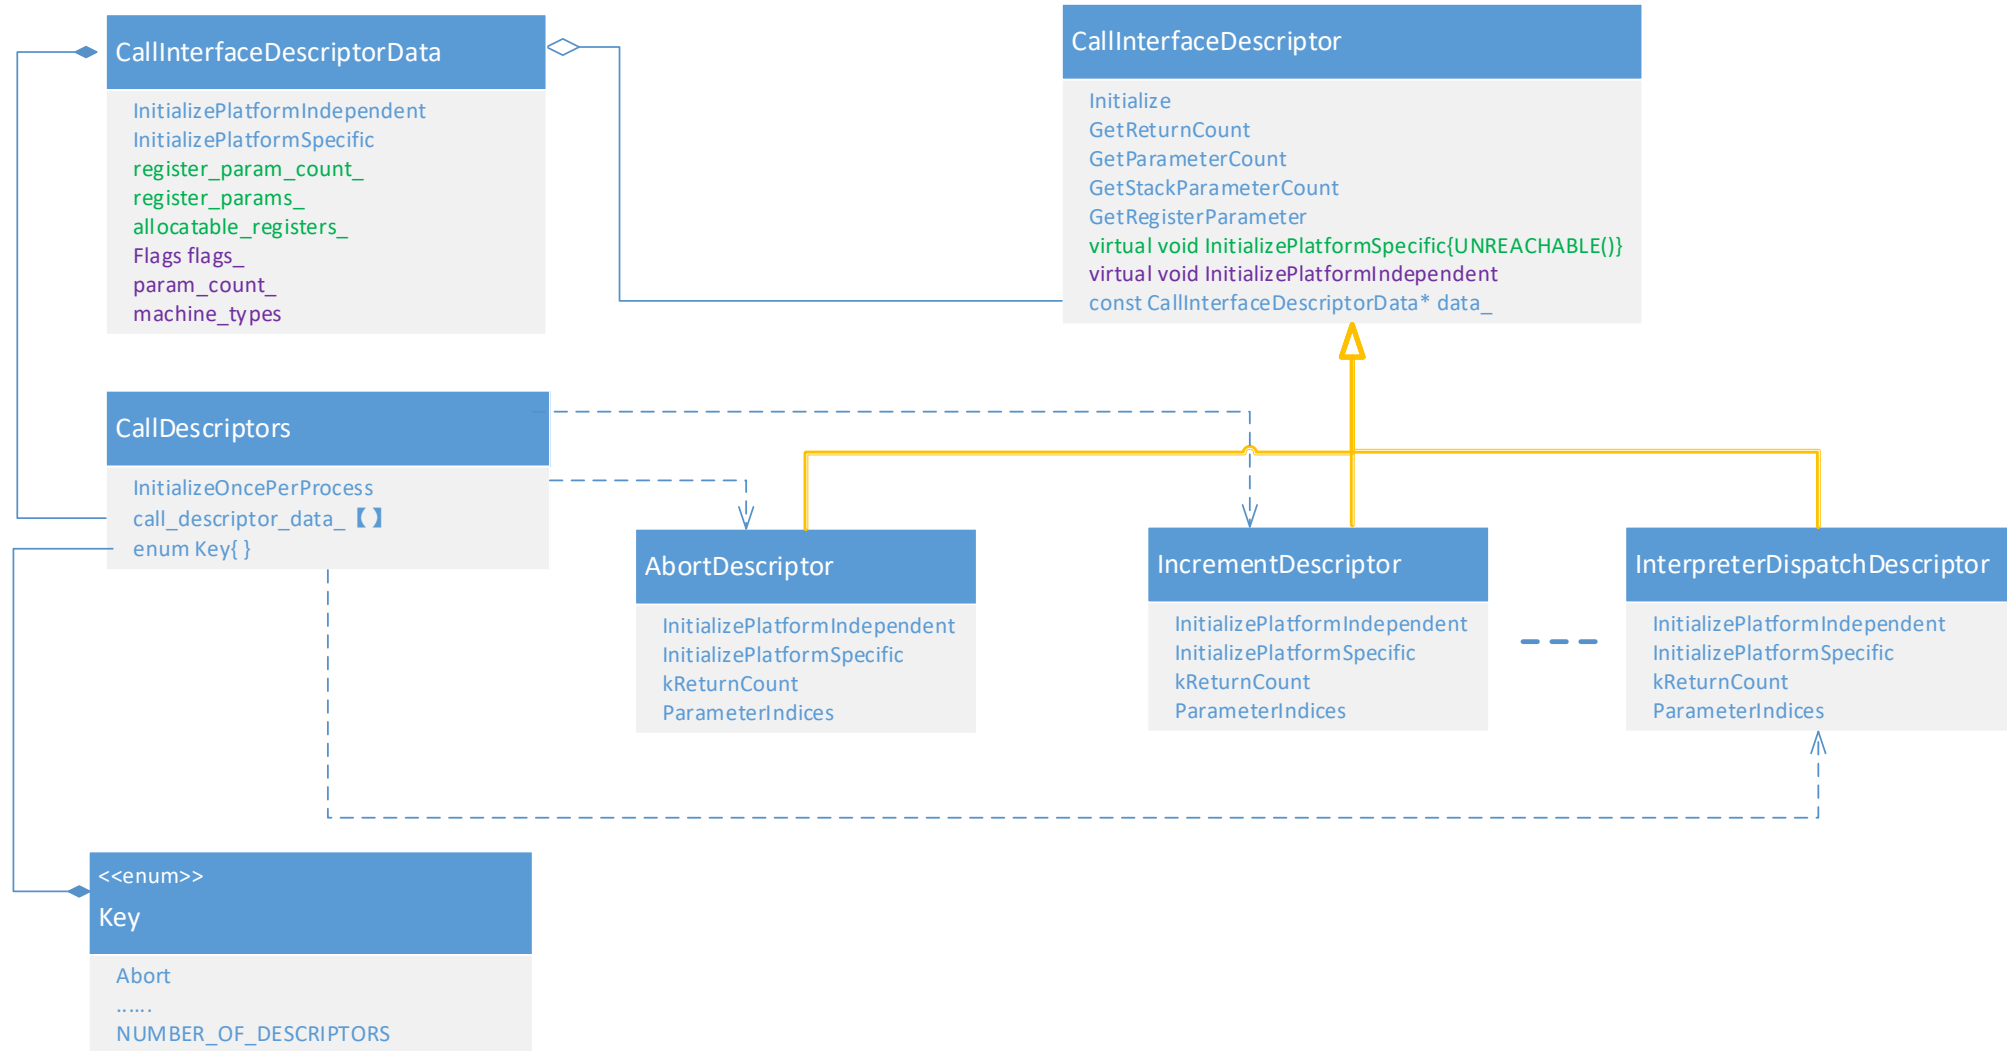 CallInterfaceDescriptorData
InitializePlatformIndependent
InitializePlatformSpecific
register_param_count_
register_params_
allocatable_registers_
Flags flags_
param_count_
machine_types
CallInterfaceDescriptor
Initialize
GetReturnCount
GetParameterCount
GetStackParameterCount
GetRegisterParameter
virtual void InitializePlatformSpecific{UNREACHABLE()}
virtual void InitializePlatformIndependent
const CallInterfaceDescriptorData* data_
CallDescriptors
InitializeOncePerProcess
call_descriptor_data_【】
enum Key{ }
AbortDescriptor
InitializePlatformIndependent
InitializePlatformSpecific
kReturnCount
ParameterIndices
IncrementDescriptor
InitializePlatformIndependent
InitializePlatformSpecific
kReturnCount
ParameterIndices
InterpreterDispatchDescriptor
InitializePlatformIndependent
InitializePlatformSpecific
kReturnCount
ParameterIndices
<<enum>>
Key
Abort
......
NUMBER_OF_DESCRIPTORS